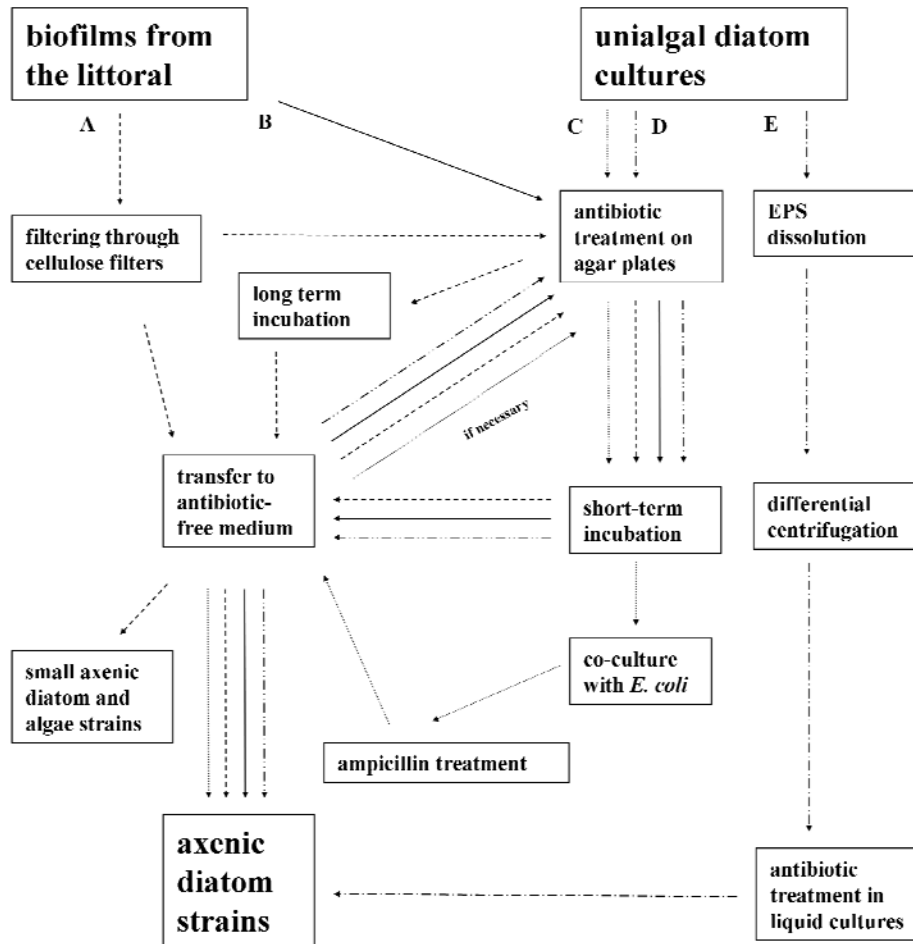 biofilms from
the littoral
unialgal diatom
cultures
A
B
C
D
E
filtering through
cellulose filters
antibiotic
treatment on
agar plates
EPS
dissolution
long term
incubation
if necessary
transfer to
antibiotic-
free medium
short-term
incubation
differential
centrifugation
small axenic
diatom and
algae strains
co-culture
with E. coli
ampicillin treatment
axenic
diatom
strains
antibiotic
treatment in
liquid cultures